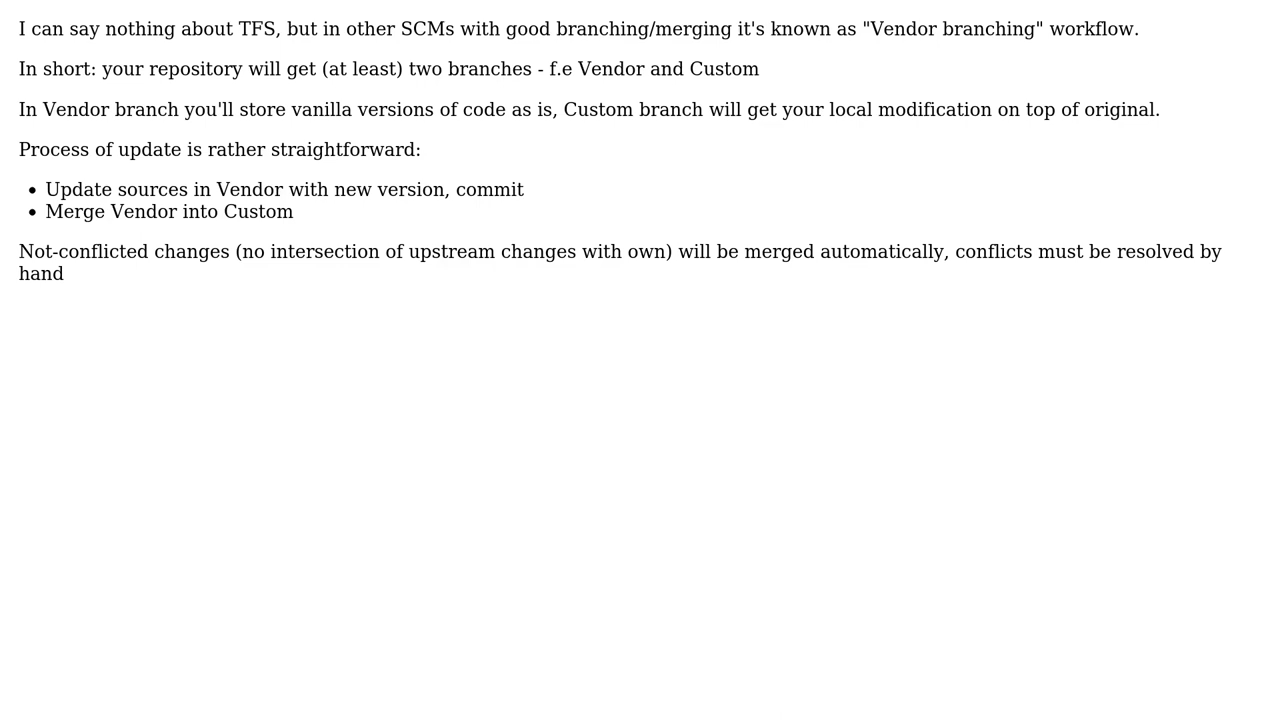 I can say nothing about TFS, but in other SCMs with good branching/merging it's known as "Vendor branching" workflow.
In short: your repository will get (at least) two branches - f.e Vendor and Custom
In Vendor branch you'll store vanilla versions of code as is, Custom branch will get your local modification on top of original.
Process of update is rather straightforward:
• Update sources in Vendor with new version, commit
• Merge Vendor into Custom
Not-conflicted changes (no intersection of upstream changes with own) will be merged automatically, conflicts must be resolved by
hand